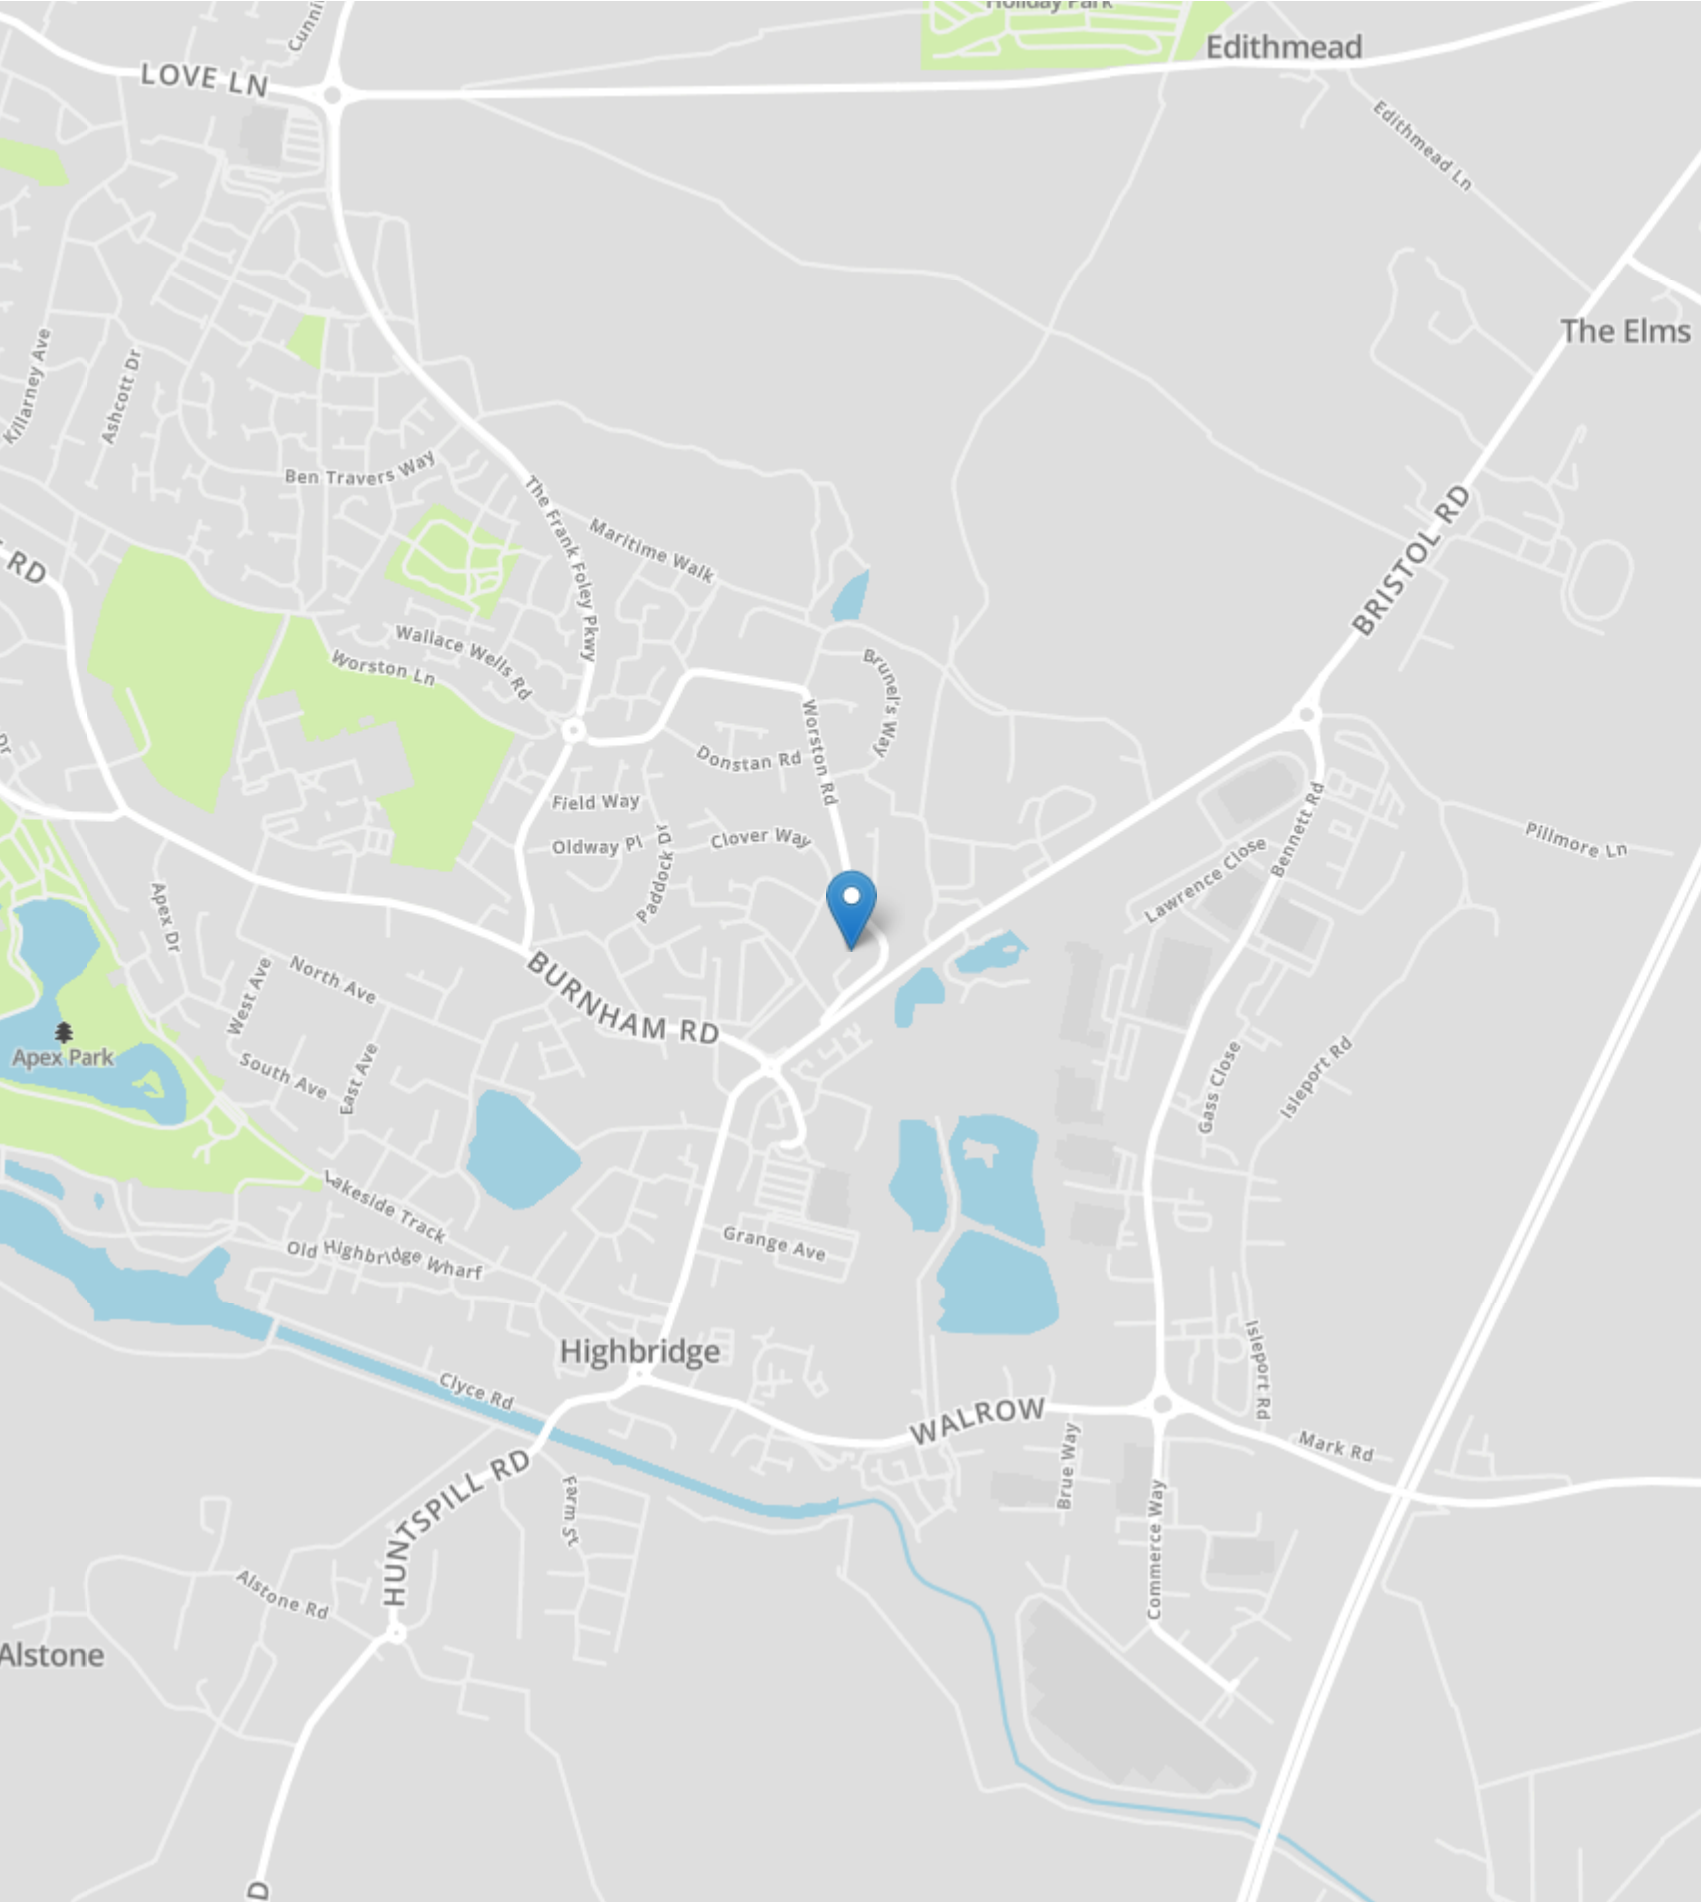 Holiday Park
Edithmead
LOVE LN
Edithmead Ln
The Elms
Killarney Ave
Ashcott Dr
Ben Travers Way
The Frank Foley Pkwy
Maritime Walk
BRISTOL RD
RD
Wallace Wells Rd
Worston Ln
Brunel's Way
Worston Rd
Donstan Rd
Dr
Field Way
Oldway Pl
Paddock Dr
Clover Way
Bennett Rd
Lawrence Close
Pillmore Ln
Apex Dr
West Ave
North Ave
BURNHAM RD
Apex Park
South Ave
East Ave
Gass Close
Isleport Rd
Lakeside Track
Old Highbridge Wharf
Grange Ave
Highbridge
Isleport Rd
Clyce Rd
WALROW
Mark Rd
Brue Way
HUNTSPILL RD
Farm St
Commerce Way
Alstone Rd
Alstone
D